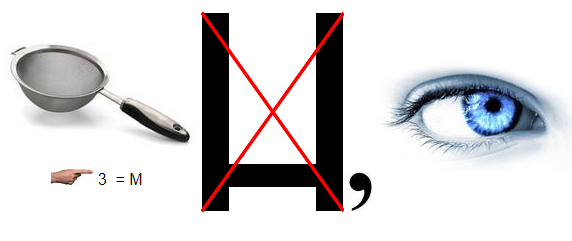 H,
3 = M